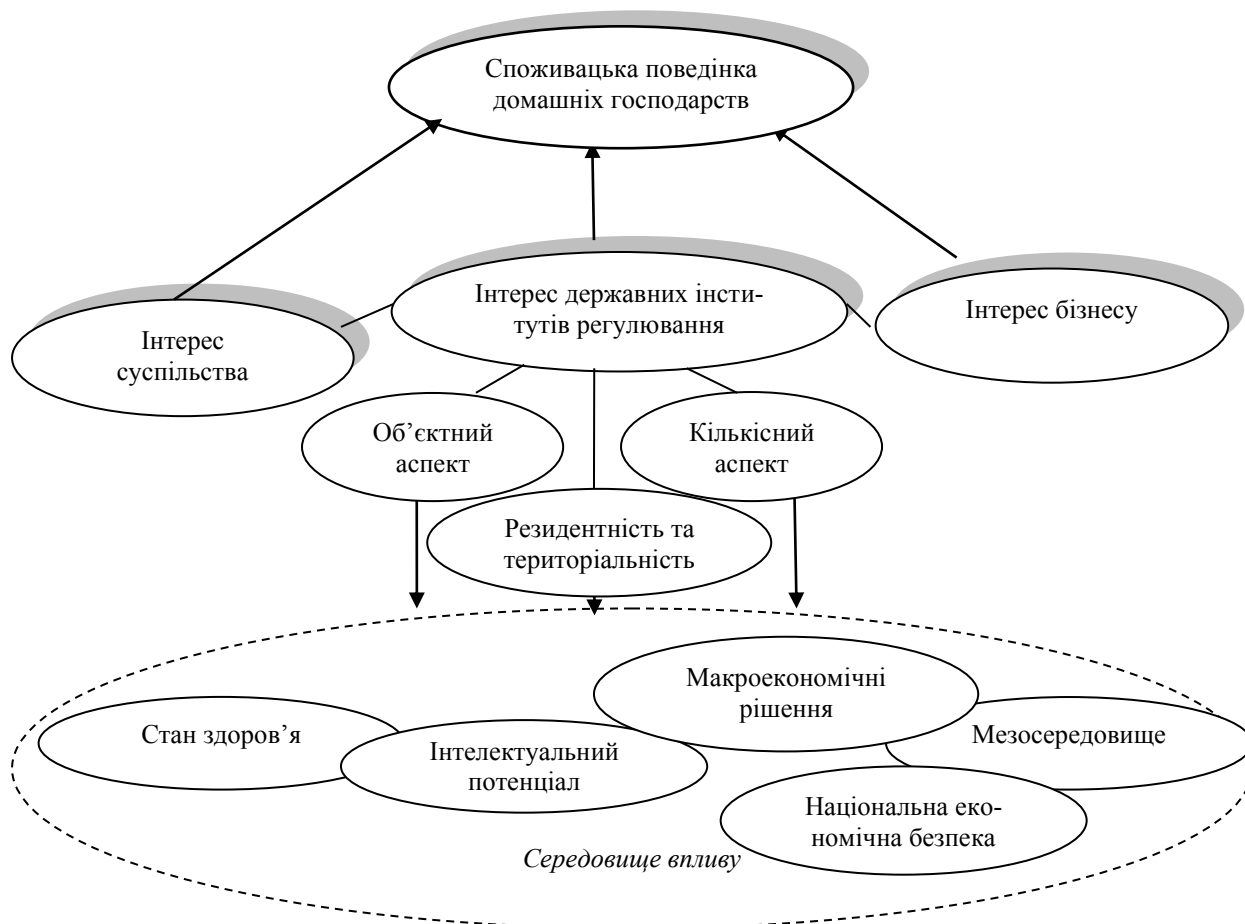 Споживацька поведінка
домашніх господарств
Інтерес державних інсти-
тутів регулювання
Інтерес бізнесу
Інтерес
суспільства
Об’єктний
аспект
Кількісний
аспект
Резидентність та
територіальність
Макроекономічні
рішення
Стан здоров’я
Інтелектуальний
потенціал
Мезосередовище
Національна еко-
номічна безпека
Середовище впливу